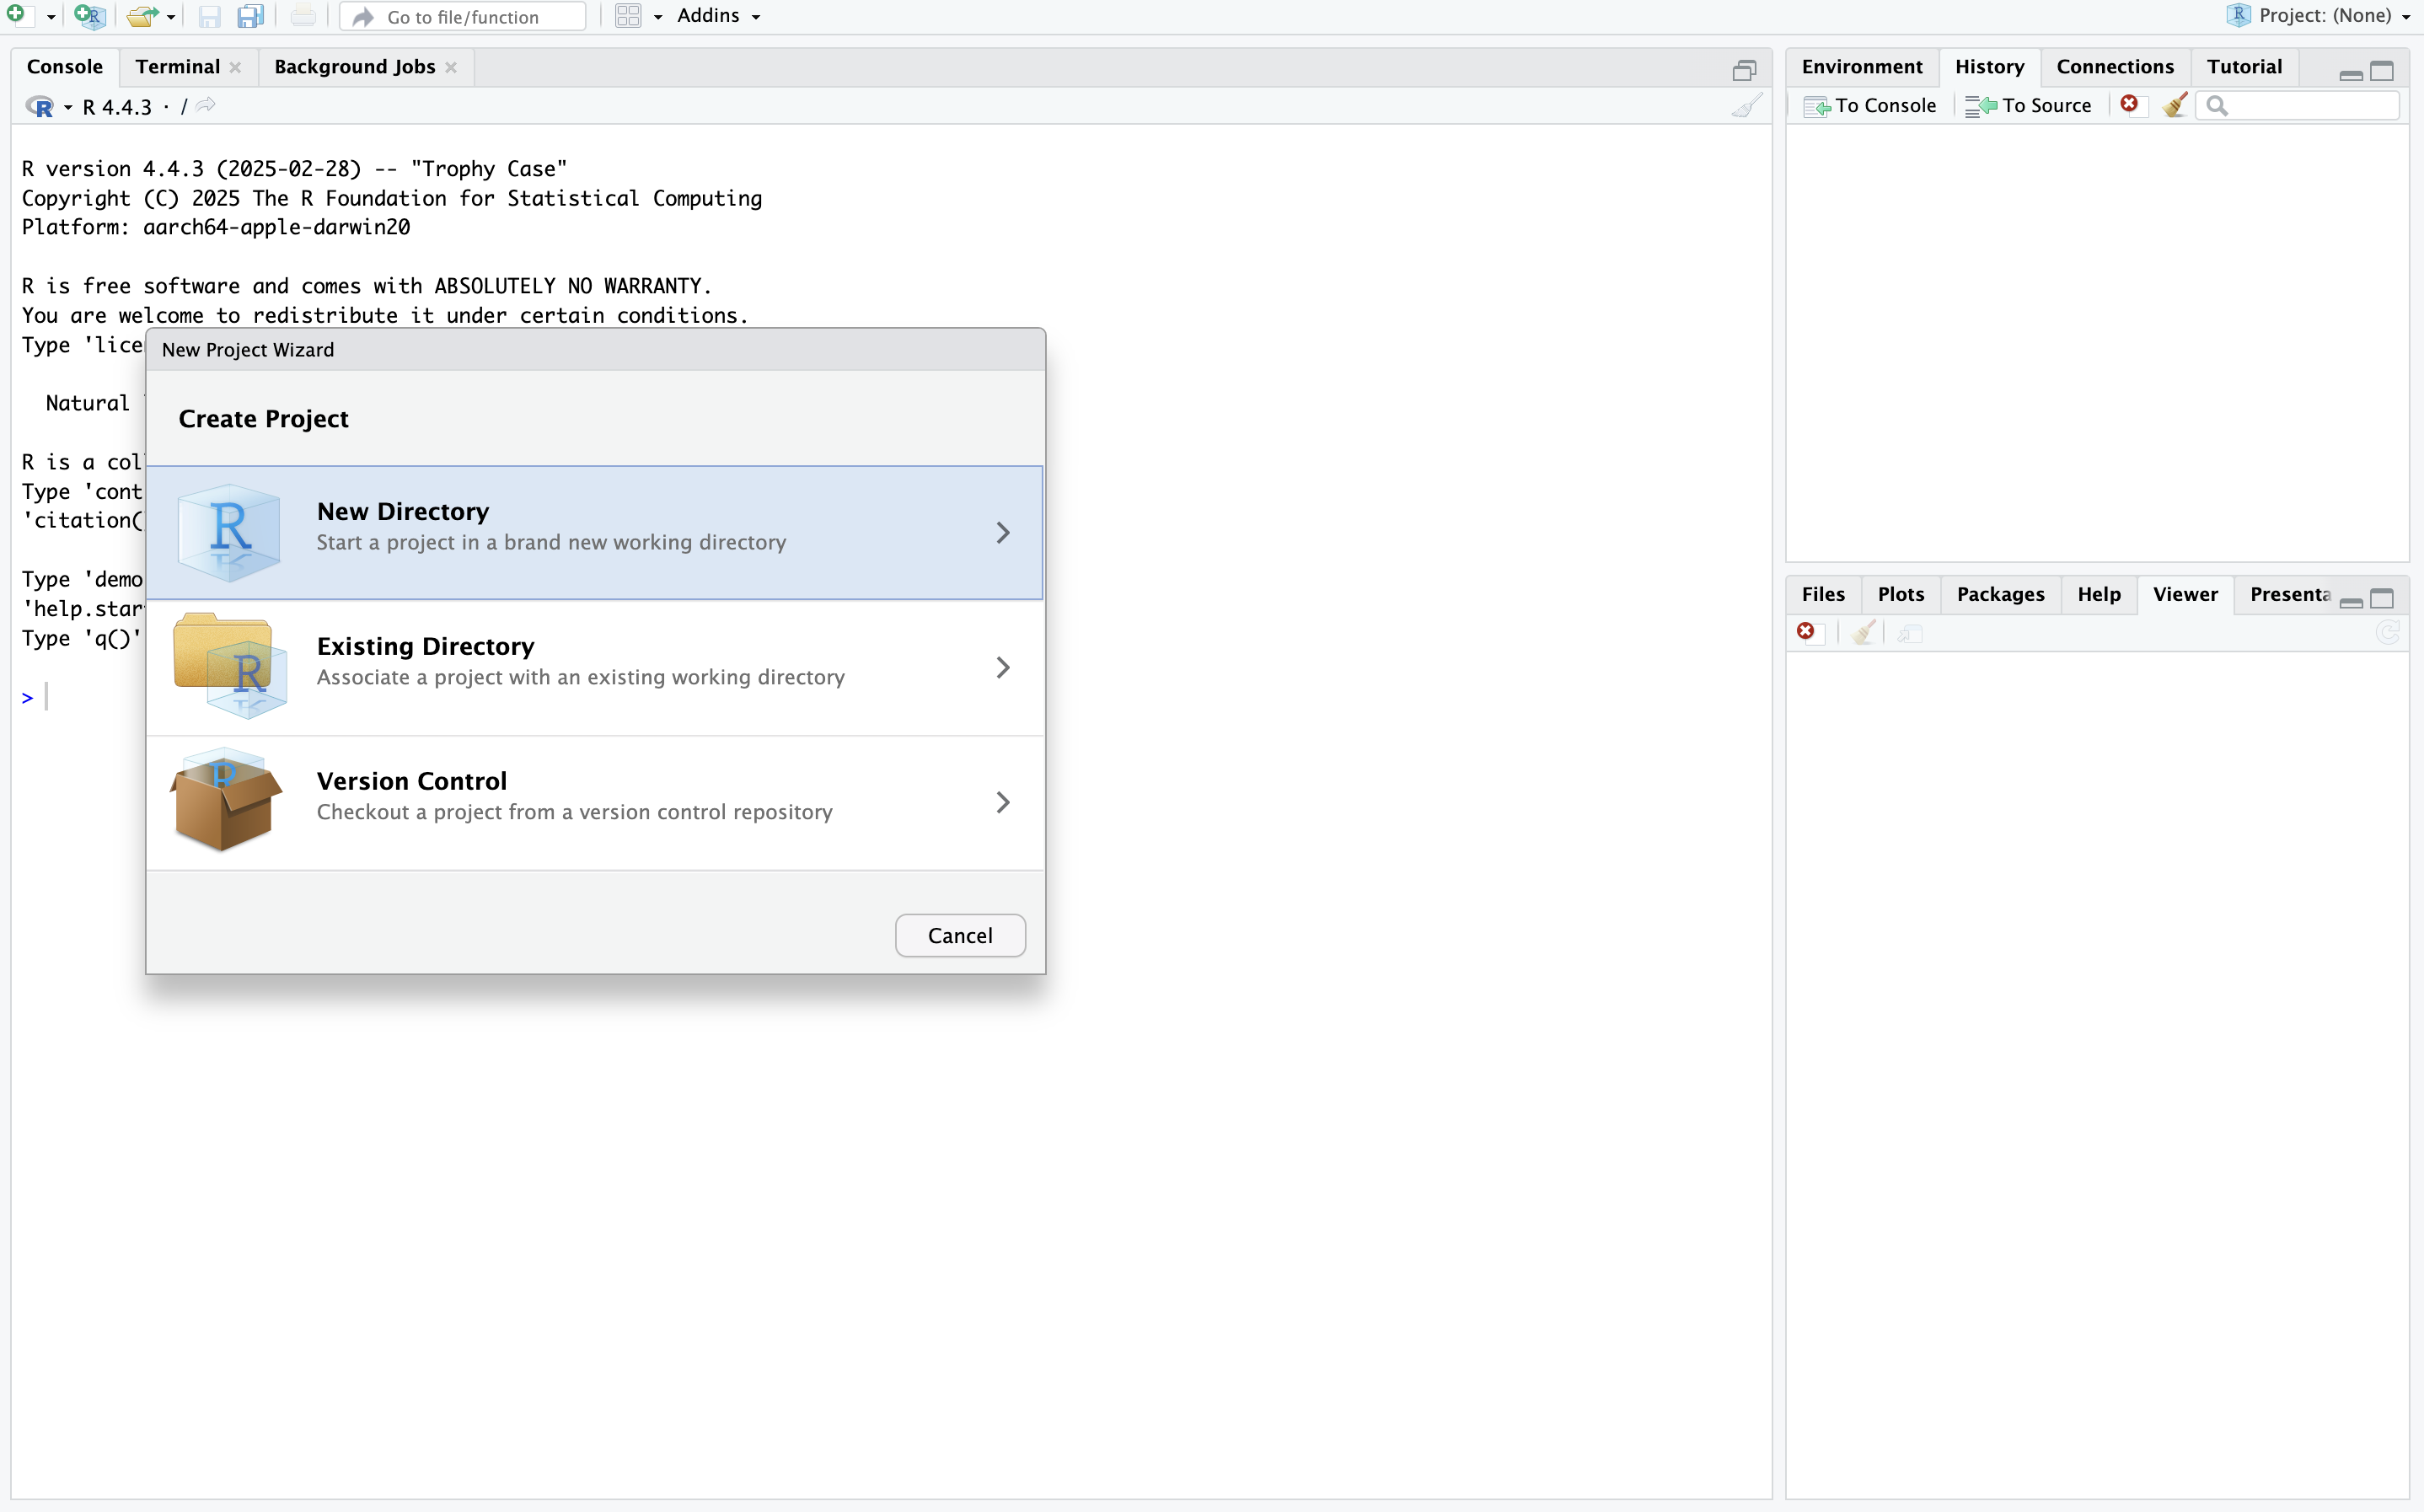 Go to file/function
Addins
Project: (None)
Console
Terminal
Background Jobs
R 4.4.3 · /
R version 4.4.3 (2025-02-28) -- "Trophy Case"
Copyright (C) 2025 The R Foundation for Statistical Computing
Platform: aarch64-apple-darwin20
R is free software and comes with ABSOLUTELY NO WARRANTY.
You are welcome to redistribute it under certain conditions.
Type 'lice
Natural
R is a col
Type 'cont
'citation(
Type 'demo
'help.star
Type 'q()'
>
New Project Wizard
Create Project
New Directory
Start a project in a brand new working directory
Existing Directory
Associate a project with an existing working directory
Version Control
Checkout a project from a version control repository
Cancel
Environment
History
Connections
Tutorial
To Console
To Source
Files
Plots
Packages
Help
Viewer
Presenta